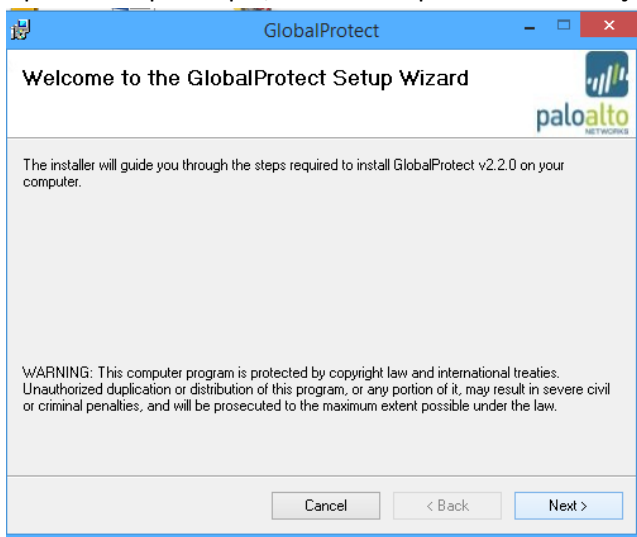 GlobalProtect
Welcome to the GlobalProtect Setup Wizard
paloalto
NETWORKS
The installer will guide you through the steps required to install GlobalProtect v2.2.0 on your
computer.
WARNING: This computer program is protected by copyright law and international treaties.
Unauthorized duplication or distribution of this program, or any portion of it, may result in severe civil
or criminal penalties, and will be prosecuted to the maximum extent possible under the law.
Cancel
< Back
Next >